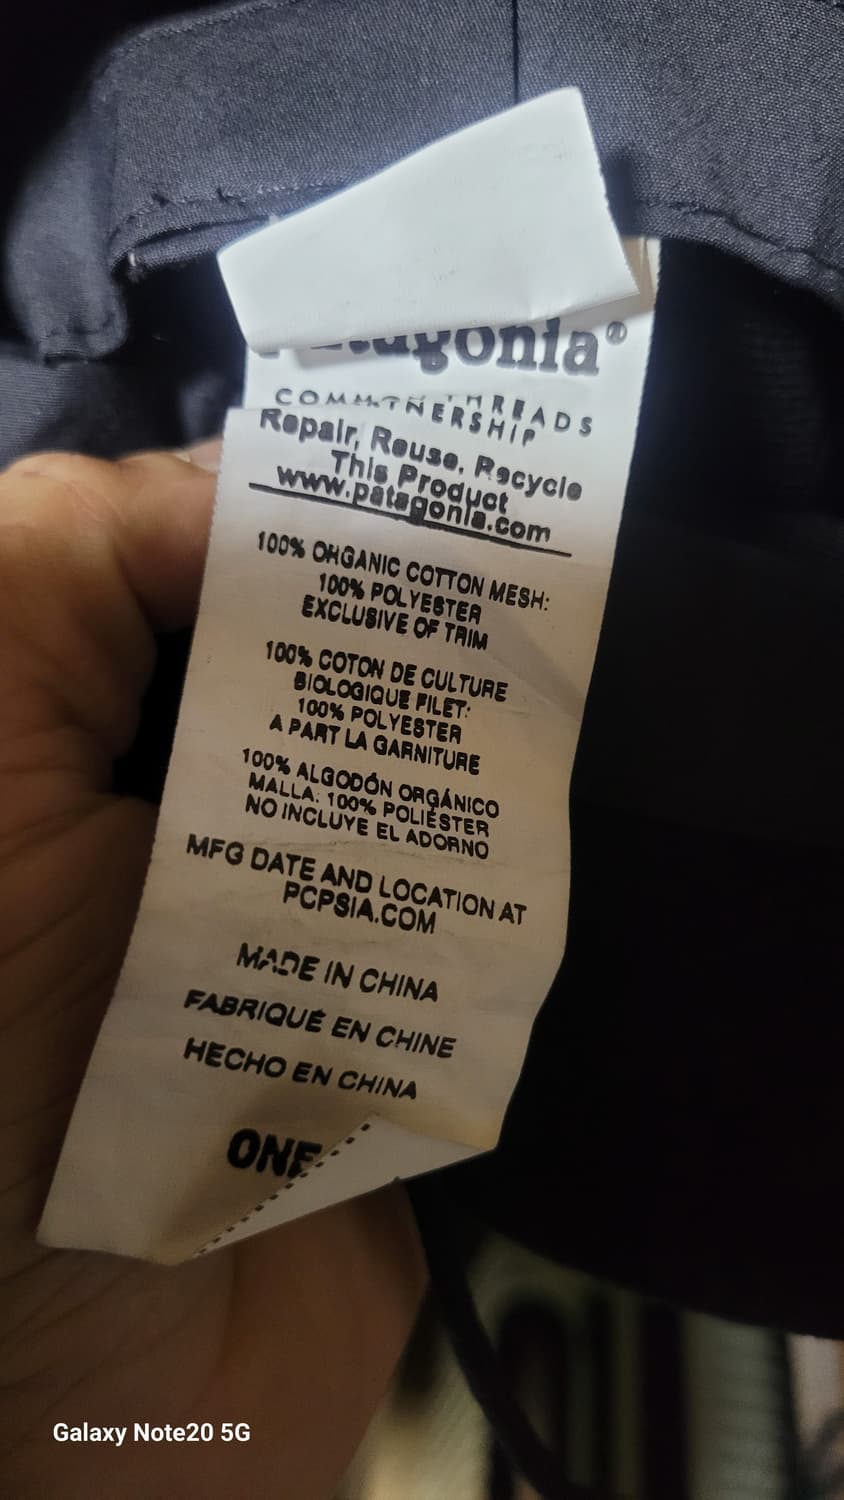 Patagonia®
COMMON THREADS
PARTNERSHIP
Repair, Reuse, Recycle
This Product
www.patagonia.com
100% ORGANIC COTTON MESH:
100% POLYESTER
EXCLUSIVE OF TRIM
100% COTON DE CULTURE
BIOLOGIQUE FILET:
100% POLYESTER
A PART LA GARNITURE
100% ALGODÓN ORGÁNICO
MALLA: 100% POLIÉSTER
NO INCLUYE EL ADORNO
MFG DATE AND LOCATION AT
PCPSIA.COM
MADE IN CHINA
FABRIQUÉ EN CHINE
HECHO EN CHINA
ONE
Galaxy Note20 5G